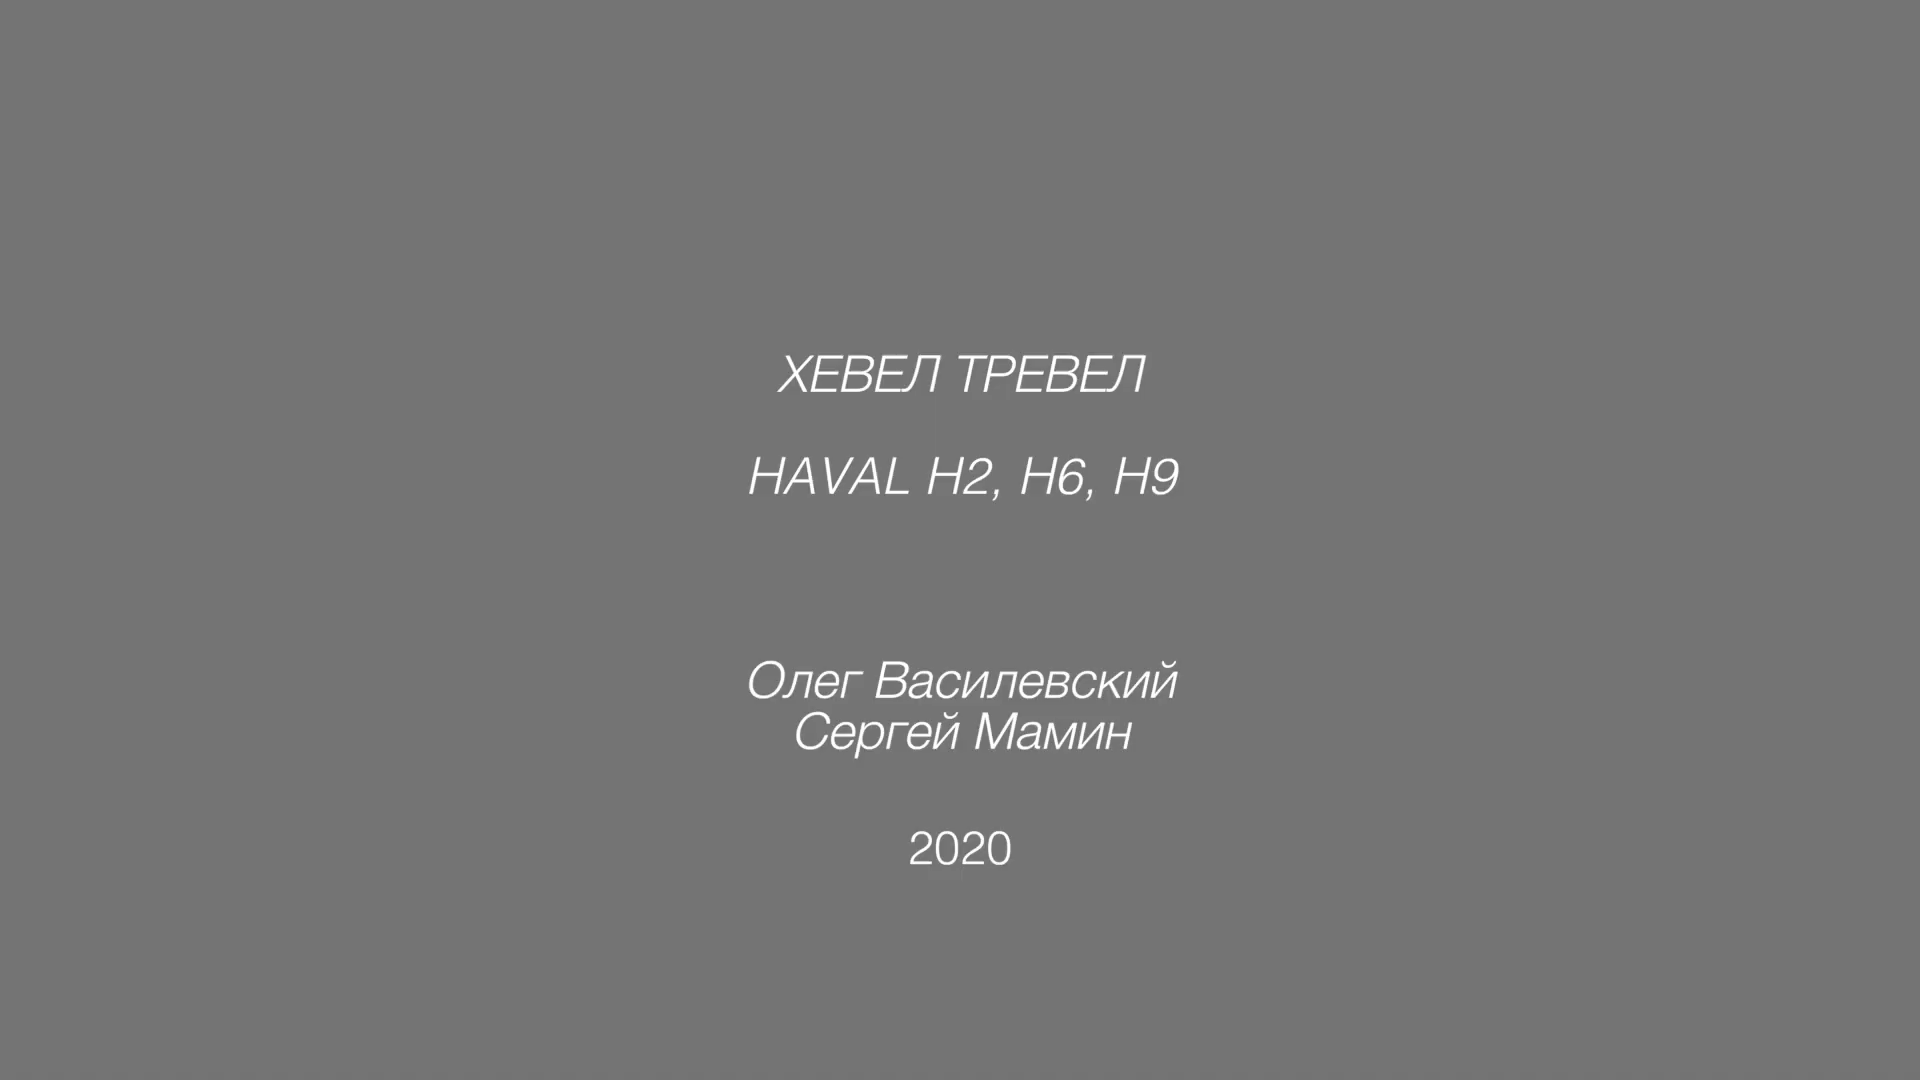 ХЕВЕЛ ТРЕВЕЛ
HAVAL H2, H6, H9
Олег Василевский
Сергей Мамин
2020